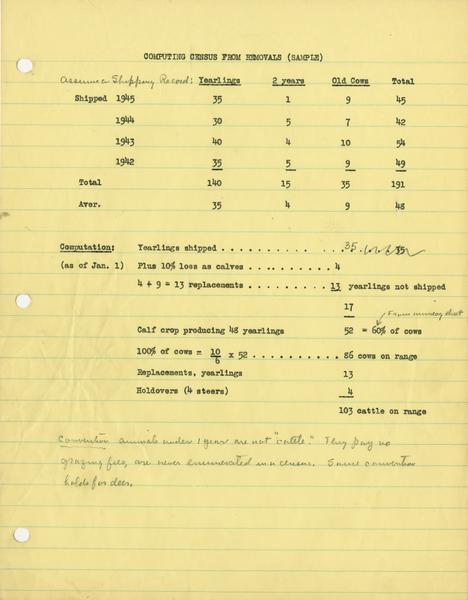 COMPUTING CENSUS FROM REMOVALS (SAMPLE)
Assume a Shipping Record: Yearlings 2 years Old Cows Total
Shipped 1945 35 1 9 45
1944 30 5 7 42
1943 40 4 10 54
1942 35 5 9 49
Total 140 15 35 191
Aver. 35 4 9 48
Computation: Yearlings shipped . . . . . . . . . . . 35 35
(as of Jan. 1) Plus 10% loss as calves . . . . . . . . . 4
4 + 9 = 13 replacements . . . . . . . . . 13 yearlings not shipped
17
From
Calf crop producing 48 yearlings 52 = 60% of cows
100% of cows = 10/6 x 52 . . . . . . . . . . 86 cows on range
Replacements, yearlings 13
Holdovers (4 steers) 4
103 cattle on range
Convention animals under 1 year are not "cattle." They pay no
grazing fees, are never enumerated in a census. Same convention
holds for deer.